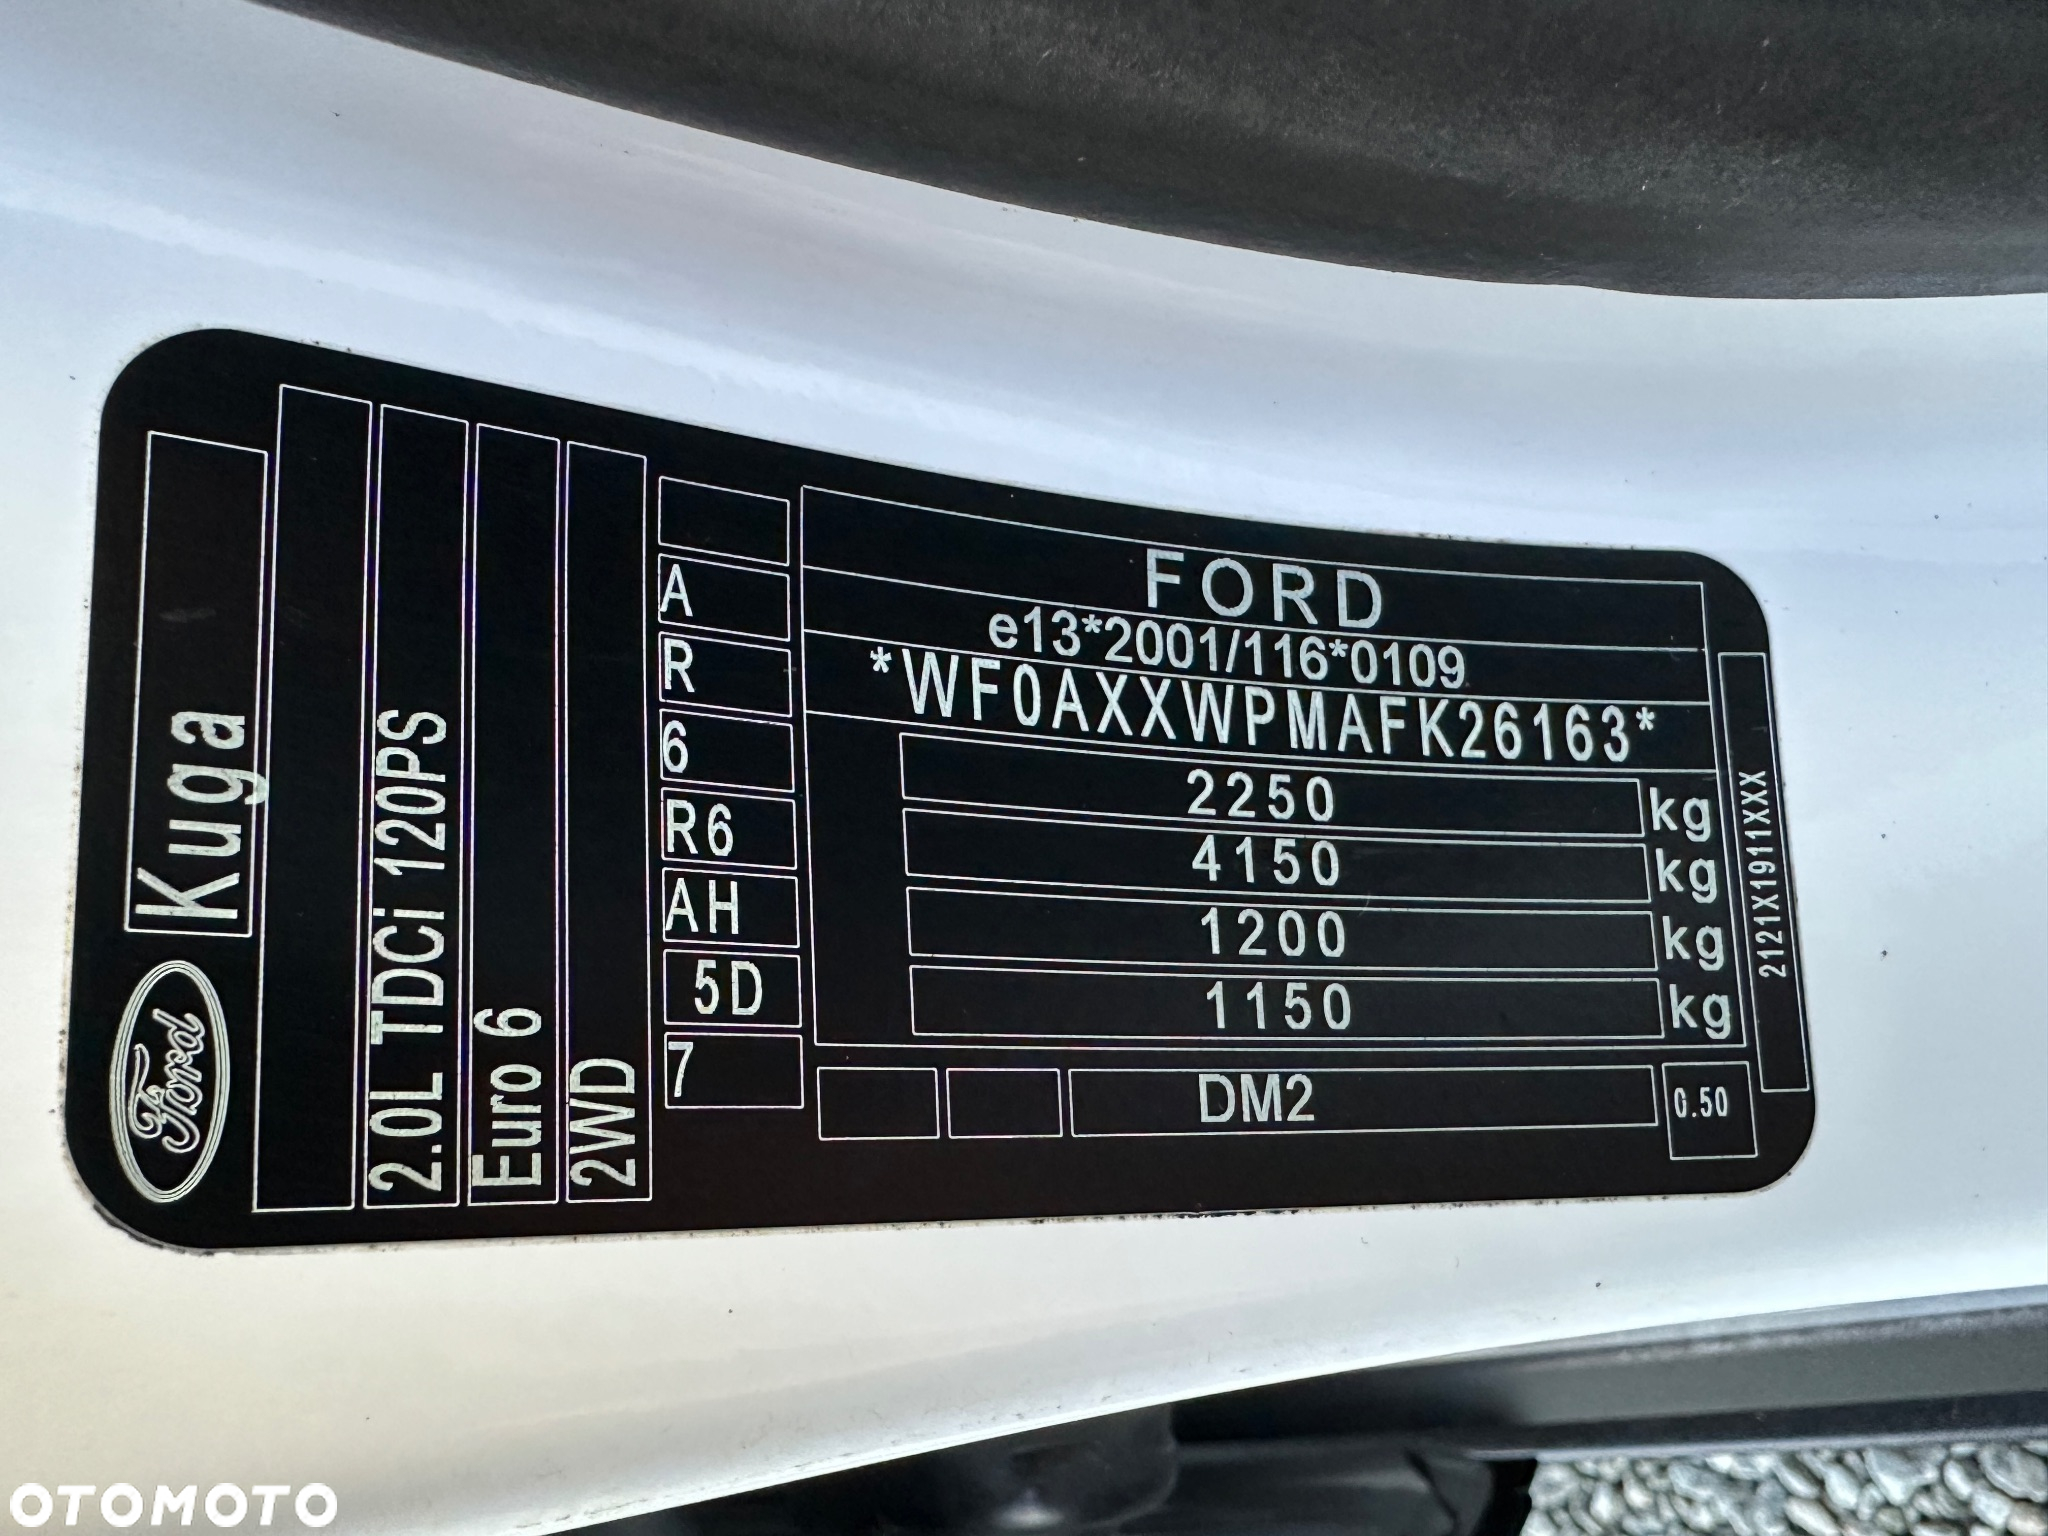 FORD
e13*2001/116*0109
*WF0AXXWPMAFK26163*
2250 kg
4150 kg
1200 kg
1150 kg
DM2
0.50
2121X1911XXX
A
R
6
R6
AH
5D
7
Ford
Kuga
2.0L TDCi 120PS
Euro 6
2WD
OTOMOTO